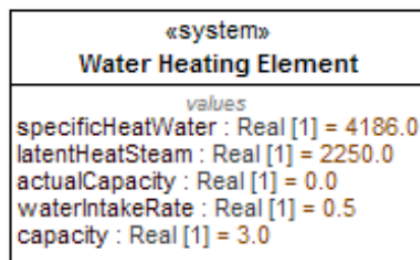 «system»
Water Heating Element
values
specificHeatWater : Real [1] = 4186.0
latentHeatSteam : Real [1] = 2250.0
actualCapacity : Real [1] = 0.0
waterIntakeRate : Real [1] = 0.5
capacity : Real [1] = 3.0